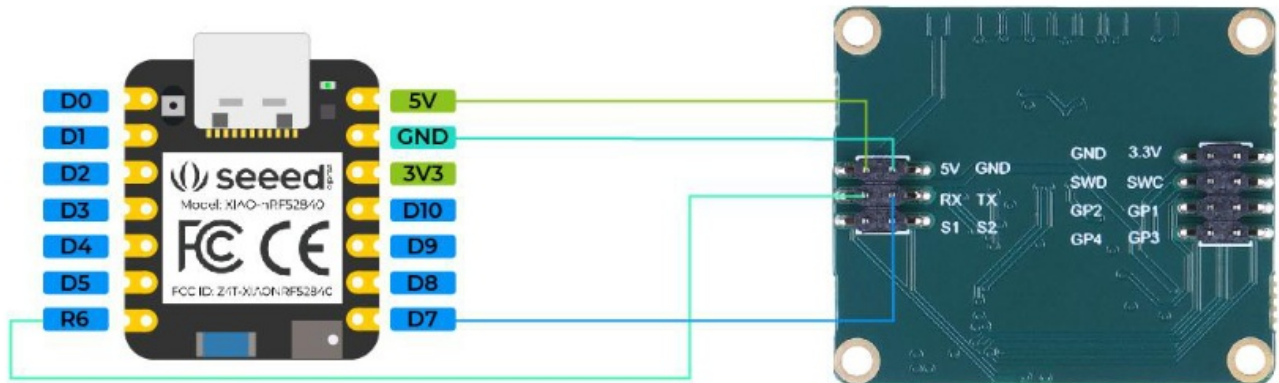 D0
D1
D2
D3
D4
D5
R6
5V
GND
3V3
D10
D9
D8
D7
seeed
studio
Model: XIAO-nRF52840
FC CE
FCC ID: Z4T-XIAONRF52840
5V GND
RX TX
S1 S2
GND 3.3V
SWD SWC
GP2 GP1
GP4 GP3